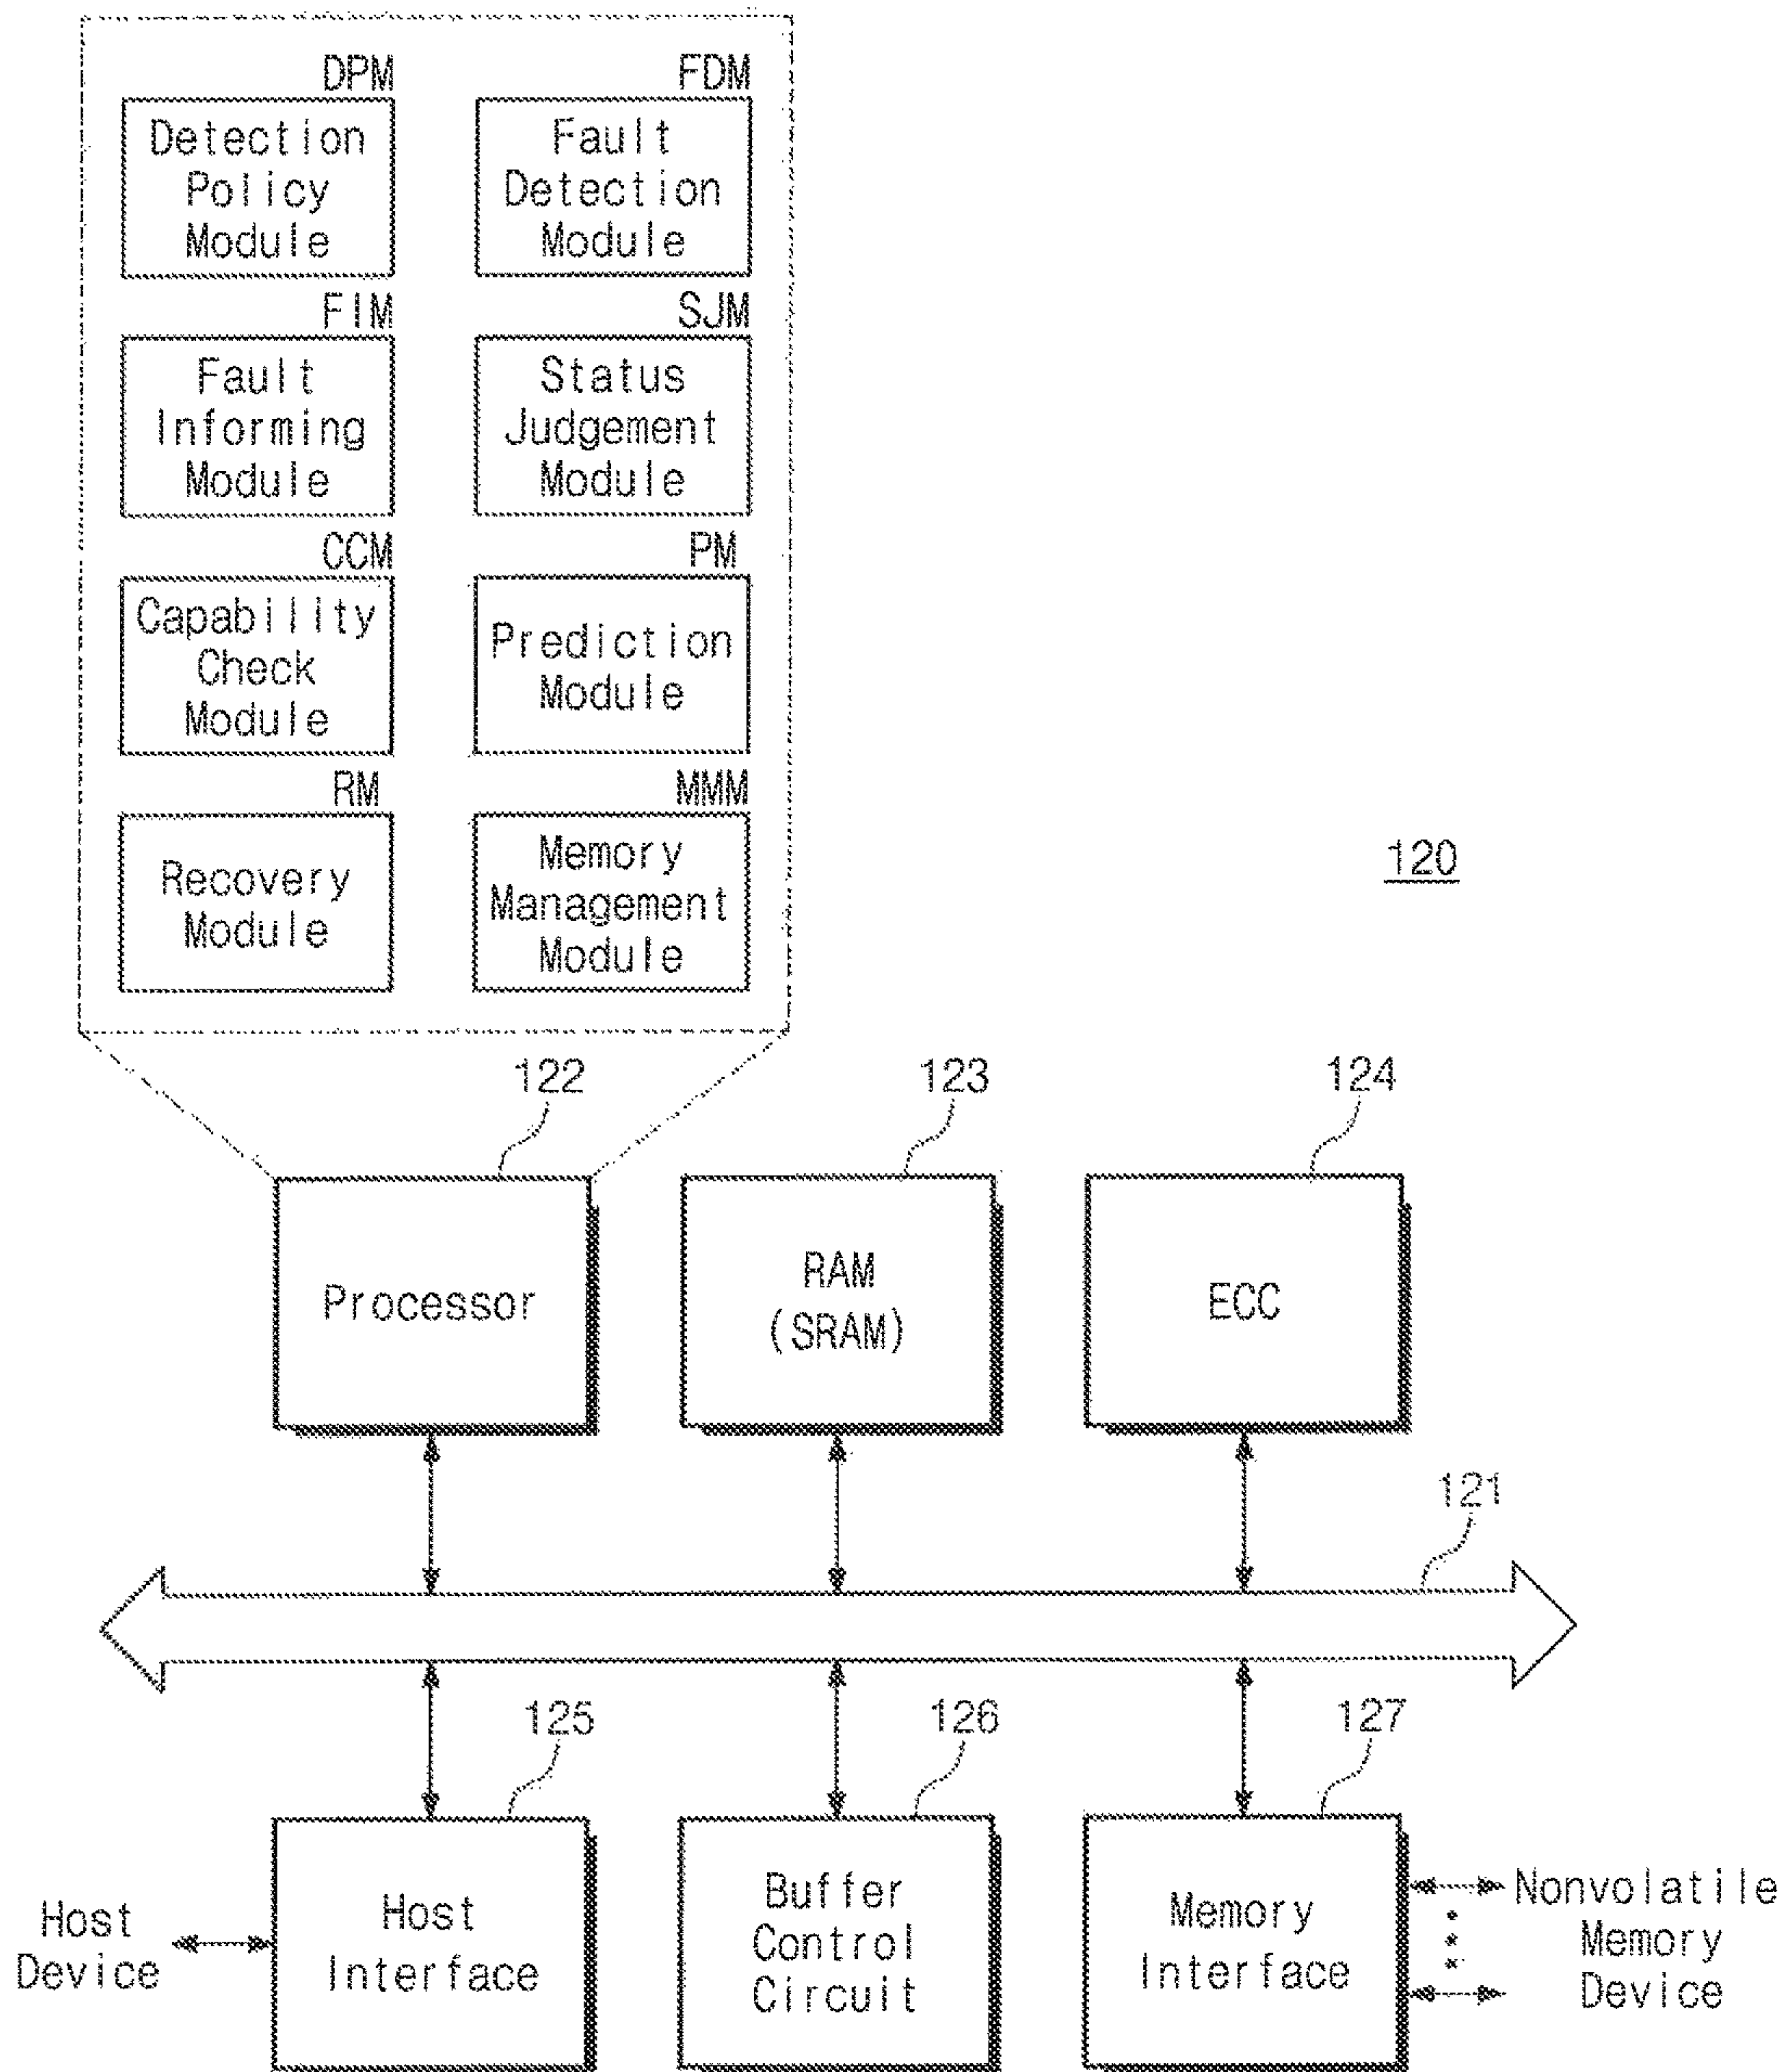 DPM
Detection
Policy
Module
FDM
Fault
Detection
Module
FIM
Fault
Informing
Module
SJM
Status
Judgement
Module
CCM
Capability
Check
Module
PM
Prediction
Module
RM
Recovery
Module
MMM
Memory
Management
Module
120
122
Processor
123
RAM
(SRAM)
124
ECC
121
125
Host
Interface
126
Buffer
Control
Circuit
127
Memory
Interface
Host
Device
Nonvolatile
Memory
Device